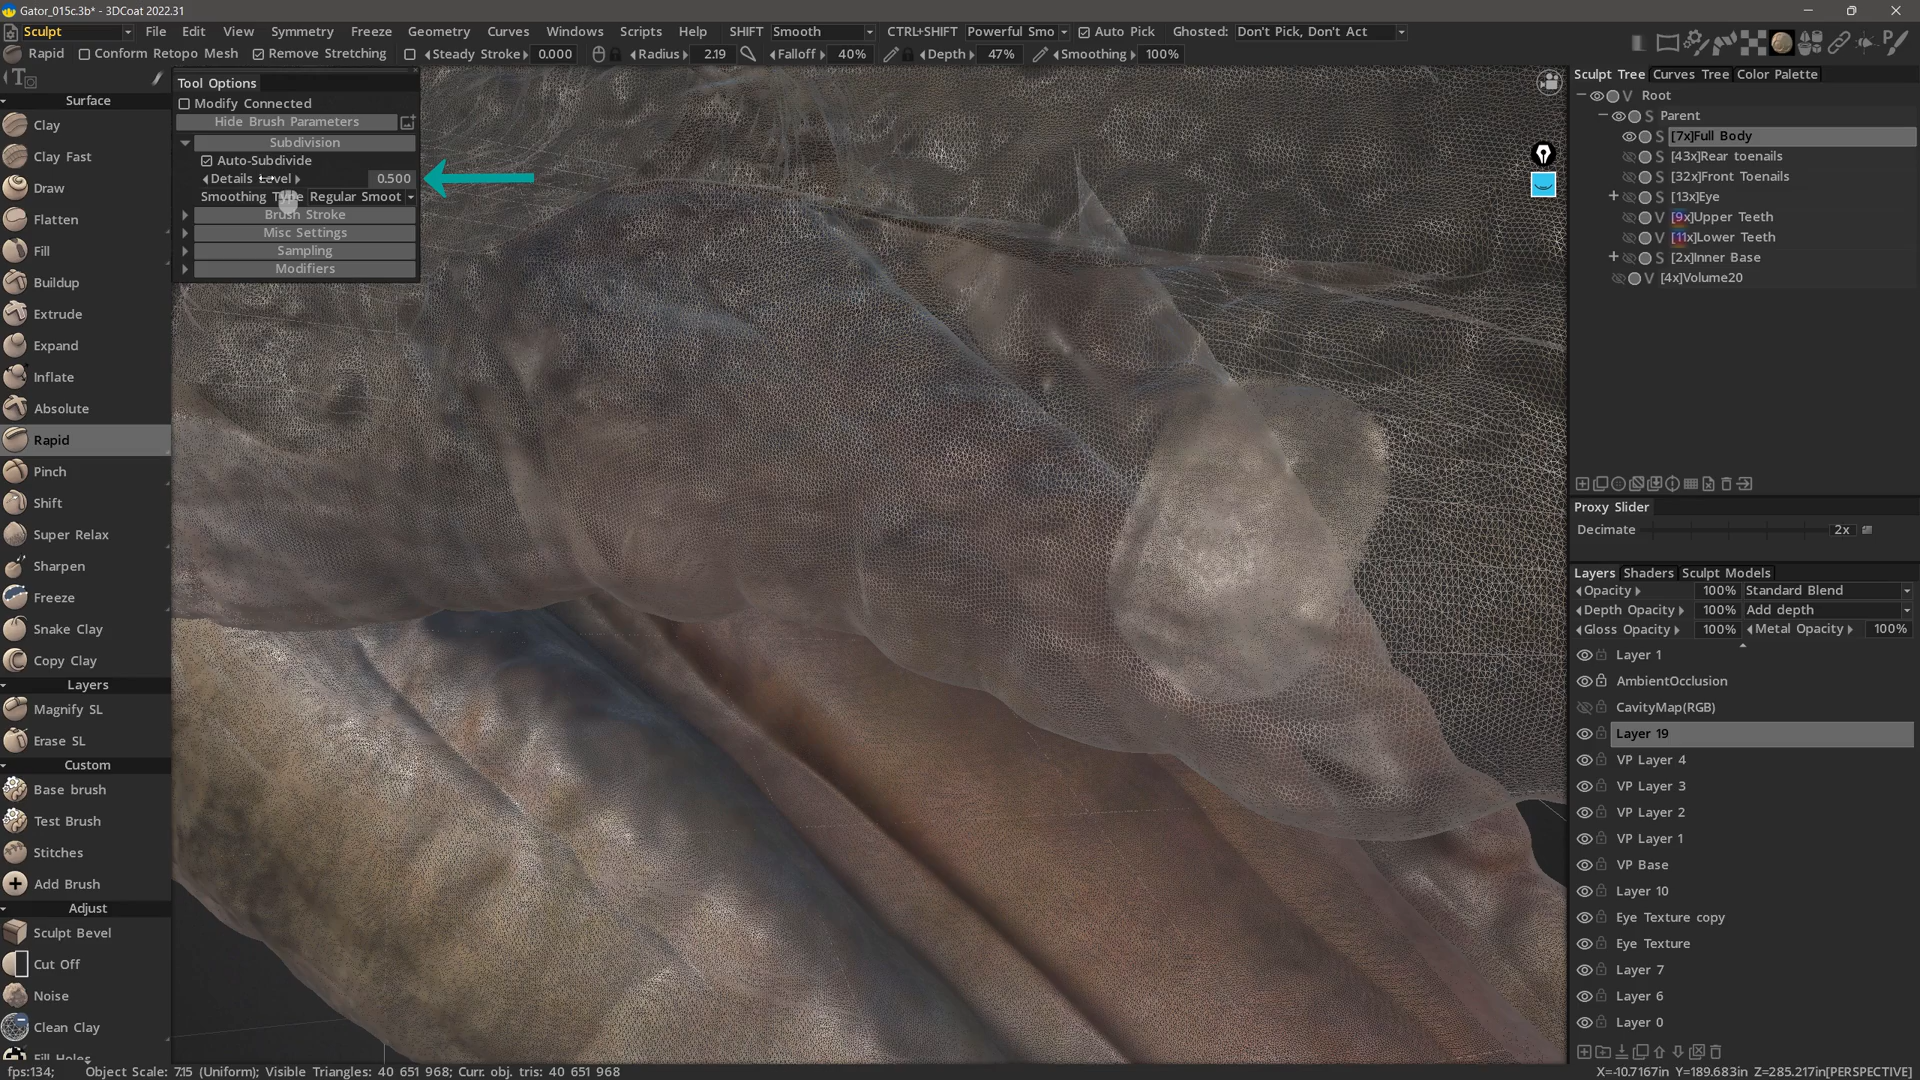 Gator_015c.3b* - 3DCoat 2022.31
Sculpt File Edit View Symmetry Freeze Geometry Curves Windows Scripts Help SHIFT Smooth CTRL+SHIFT Powerful Smo Auto Pick Ghosted: Don't Pick, Don't Act
Rapid Conform Retopo Mesh Remove Stretching Steady Stroke 0.000 Radius 2.19 Falloff 40% Depth 47% Smoothing 100%
Tool Options
Modify Connected
Hide Brush Parameters
Subdivision
Auto-Subdivide
Details Level 0.500
Smoothing Type Regular Smoot
Brush Stroke
Misc Settings
Sampling
Modifiers
Surface
Clay
Clay Fast
Draw
Flatten
Fill
Buildup
Extrude
Expand
Inflate
Absolute
Rapid
Pinch
Shift
Super Relax
Sharpen
Freeze
Snake Clay
Copy Clay
Layers
Magnify SL
Erase SL
Custom
Base brush
Test Brush
Stitches
Add Brush
Adjust
Sculpt Bevel
Cut Off
Noise
Clean Clay
Fill Holes
Sculpt Tree Curves Tree Color Palette
V Root
S Parent
S [7x]Full Body
S [43x]Rear toenails
S [32x]Front Toenails
S [13x]Eye
V [9x]Upper Teeth
V [11x]Lower Teeth
S [2x]Inner Base
V [4x]Volume20
Proxy Slider
Decimate 2x
Layers Shaders Sculpt Models
Opacity 100% Standard Blend
Depth Opacity 100% Add depth
Gloss Opacity 100% Metal Opacity 100%
Layer 1
AmbientOcclusion
CavityMap(RGB)
Layer 19
VP Layer 4
VP Layer 3
VP Layer 2
VP Layer 1
VP Base
Layer 10
Eye Texture copy
Eye Texture
Layer 7
Layer 6
Layer 0
fps:134; Object Scale: 7.15 (Uniform); Visible Triangles: 40 651 968; Curr. obj. tris: 40 651 968 X=-10.7167in Y=189.683in Z=285.217in[PERSPECTIVE]